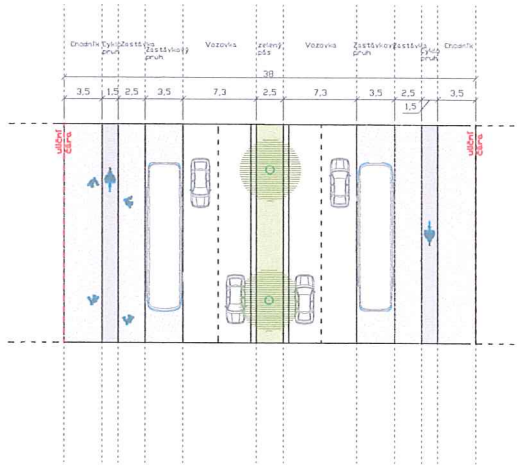 Chodník
Cyklo
pruh
Zastávka
Zastávkový
pruh
Vozovka
zelený
pás
Vozovka
Zastávkový
pruh
Zastávka
Cyklo
pruh
Chodník
38
3,5 1,5 2,5 3,5 7,3 2,5 7,3 3,5 2,5 3,5
1,5
uliční
čára
uliční
čára